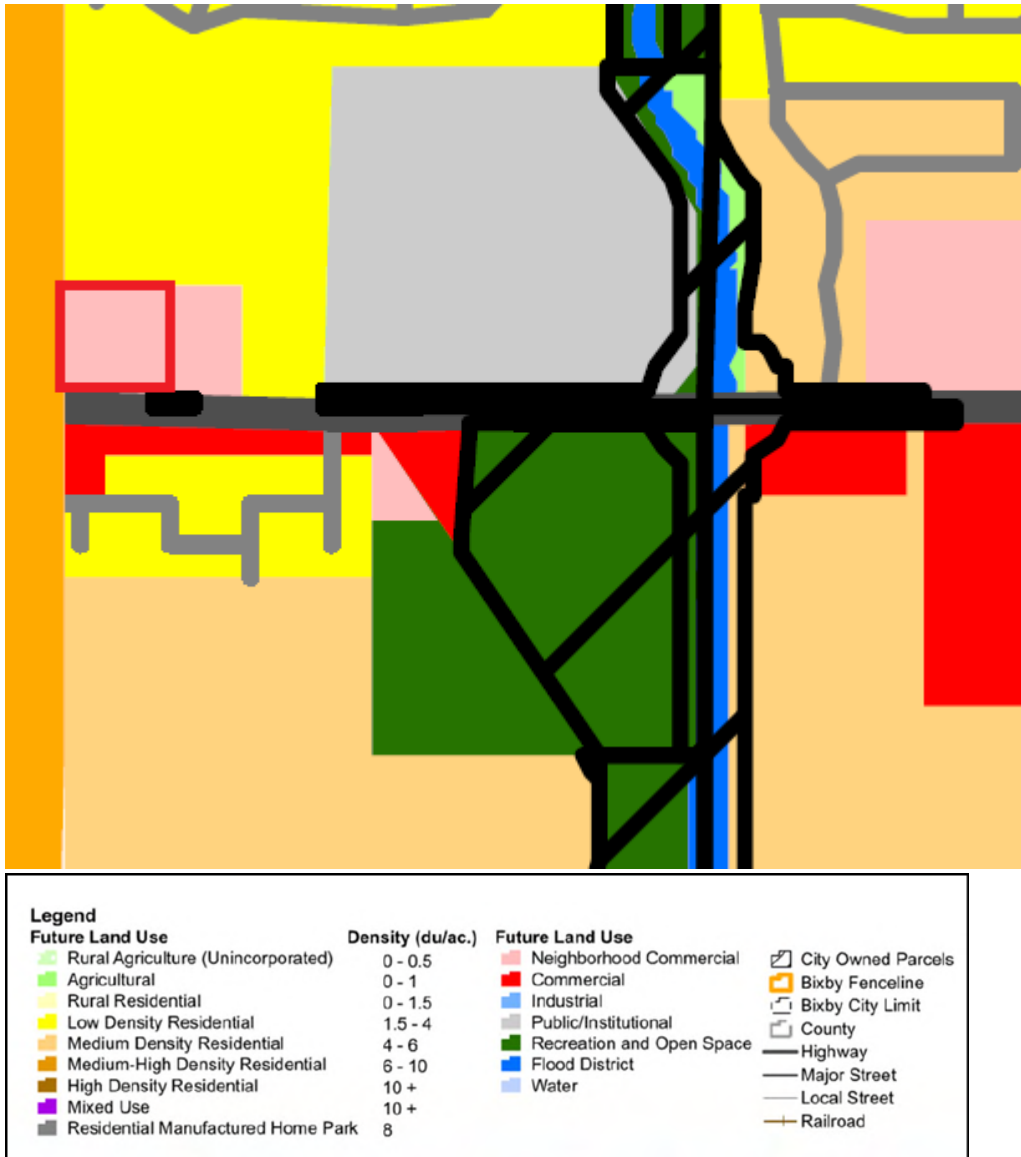 Legend
Future Land Use Density (du/ac.)
Rural Agriculture (Unincorporated) 0 - 0.5
Agricultural 0 - 1
Rural Residential 0 - 1.5
Low Density Residential 1.5 - 4
Medium Density Residential 4 - 6
Medium-High Density Residential 6 - 10
High Density Residential 10 +
Mixed Use 10 +
Residential Manufactured Home Park 8
Future Land Use
Neighborhood Commercial
Commercial
Industrial
Public/Institutional
Recreation and Open Space
Flood District
Water
City Owned Parcels
Bixby Fenceline
Bixby City Limit
County
Highway
Major Street
Local Street
Railroad